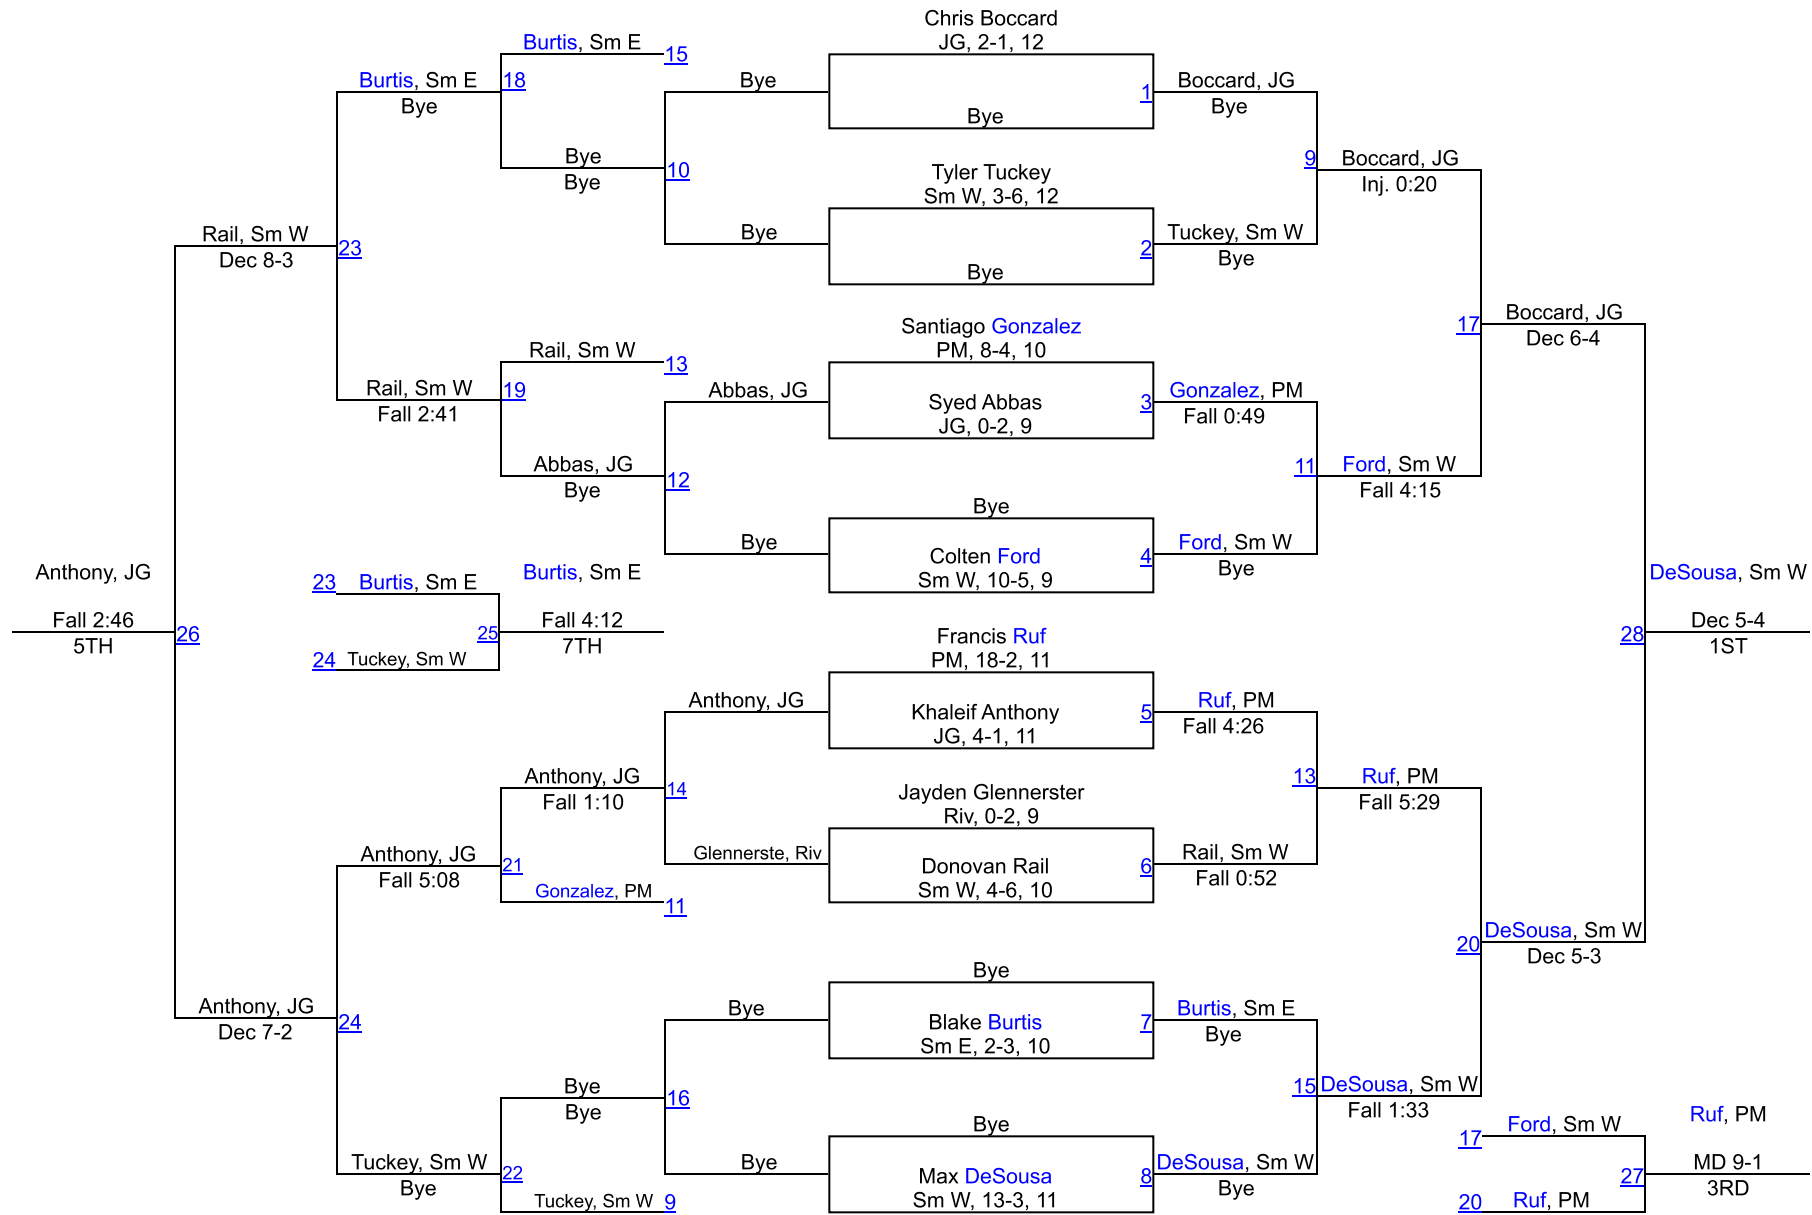 Chris Boccard
JG, 2-1, 12
Burtis, Sm E
15
Burtis, Sm E
18
Bye
Bye
1
Boccard, JG
Bye
Bye
Bye
Bye
10
Bye
9
Boccard, JG
Inj. 0:20
Tyler Tuckey
Sm W, 3-6, 12
Rail, Sm W
Dec 8-3
23
Bye
2
Tuckey, Sm W
Bye
Bye
Santiago Gonzalez
PM, 8-4, 10
17
Boccard, JG
Dec 6-4
Rail, Sm W
13
Rail, Sm W
Fall 2:41
19
Abbas, JG
Syed Abbas
JG, 0-2, 9
3
Gonzalez, PM
Fall 0:49
Abbas, JG
Bye
12
11
Ford, Sm W
Fall 4:15
Bye
Bye
Colten Ford
Sm W, 10-5, 9
4
Ford, Sm W
Bye
Anthony, JG
Fall 2:46
5TH
26
23
Burtis, Sm E
24
Tuckey, Sm W
25
Burtis, Sm E
Fall 4:12
7TH
DeSousa, Sm W
28
Dec 5-4
1ST
Francis Ruf
PM, 18-2, 11
Anthony, JG
Khaleif Anthony
JG, 4-1, 11
5
Ruf, PM
Fall 4:26
Anthony, JG
Fall 1:10
14
13
Ruf, PM
Fall 5:29
Jayden Glennerster
Riv, 0-2, 9
Anthony, JG
Fall 5:08
21
Glennerste, Riv
Donovan Rail
Sm W, 4-6, 10
6
Rail, Sm W
Fall 0:52
Gonzalez, PM
11
20
DeSousa, Sm W
Dec 5-3
Bye
Anthony, JG
Dec 7-2
24
Bye
Blake Burtis
Sm E, 2-3, 10
7
Burtis, Sm E
Bye
Bye
Bye
16
15
DeSousa, Sm W
Fall 1:33
Bye
Tuckey, Sm W
Bye
22
Bye
Max DeSousa
Sm W, 13-3, 11
8
DeSousa, Sm W
Bye
Tuckey, Sm W
9
17
Ford, Sm W
20
Ruf, PM
27
Ruf, PM
MD 9-1
3RD